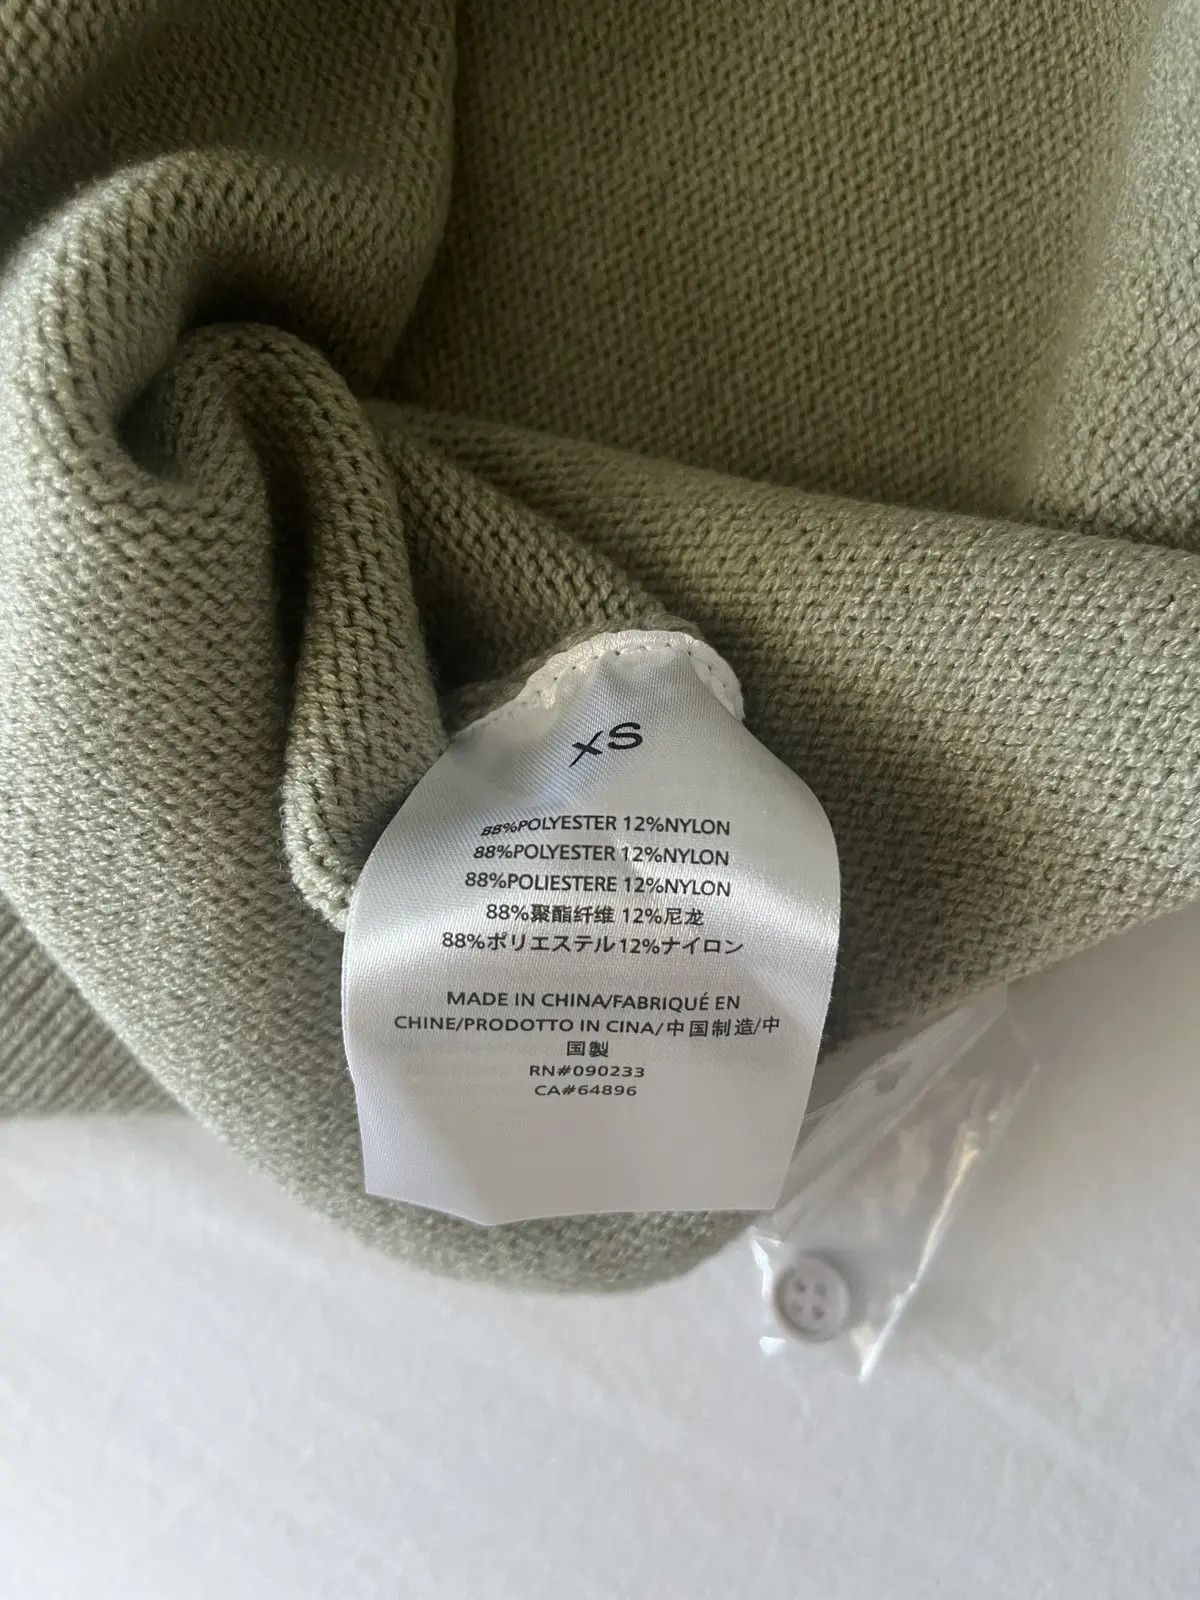 XS
88%POLYESTER 12%NYLON
88%POLYESTER 12%NYLON
88%POLIESTERE 12%NYLON
88%聚酯纤维 12%尼龙
88%ポリエステル12%ナイロン
MADE IN CHINA/FABRIQUÉ EN
CHINE/PRODOTTO IN CINA/中国制造/中
国製
RN#090233
CA#64896